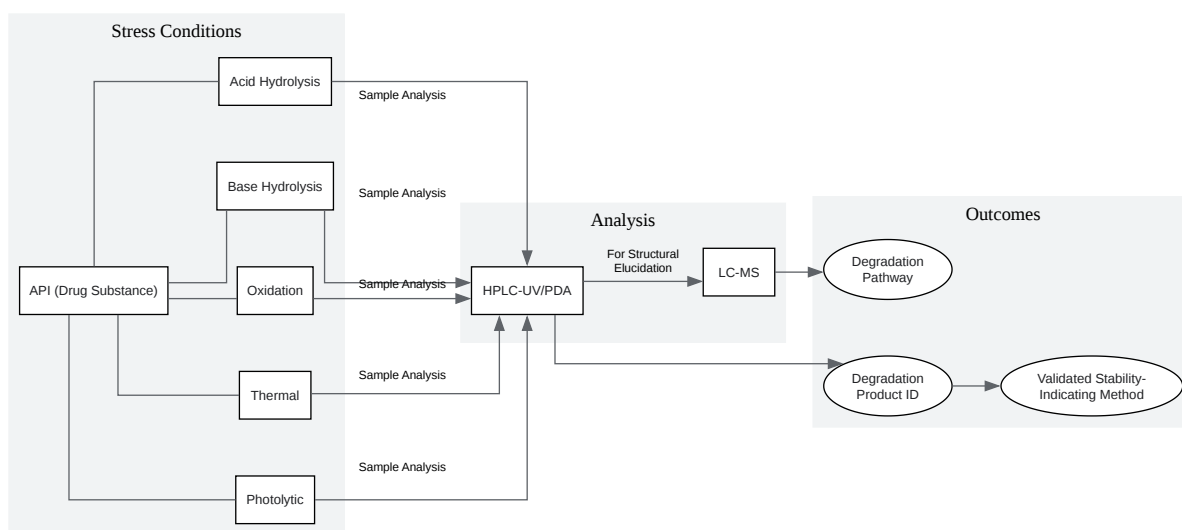 Stress Conditions
Acid Hydrolysis
Sample Analysis
Base Hydrolysis
Sample Analysis
Analysis
Outcomes
For Structural
Elucidation
LC-MS
Degradation
Pathway
API (Drug Substance)
Oxidation
Sample Analysis
HPLC-UV/PDA
Thermal
Sample Analysis
Degradation
Product ID
Validated Stability-
Indicating Method
Photolytic
Sample Analysis